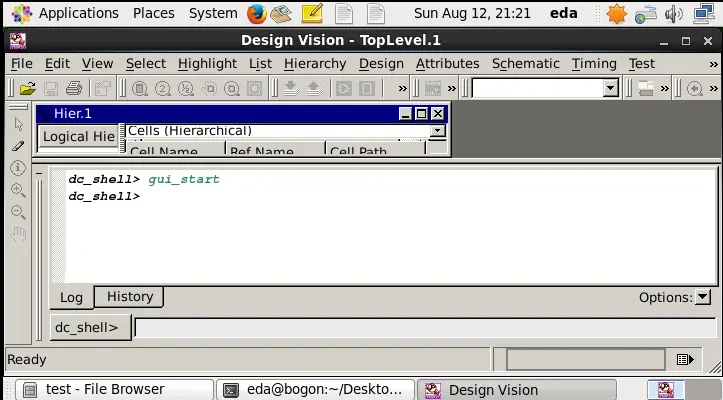 Applications Places System Sun Aug 12, 21:21 eda
Design Vision - TopLevel.1
File Edit View Select Highlight List Hierarchy Design Attributes Schematic Timing Test »
» » » »
Hier.1
Logical Hie Cells (Hierarchical)
Cell Name Ref Name Cell Path
dc_shell> gui_start
dc_shell>
Log History Options:
dc_shell>
Ready
test - File Browser eda@bogon:~/Deskto... Design Vision